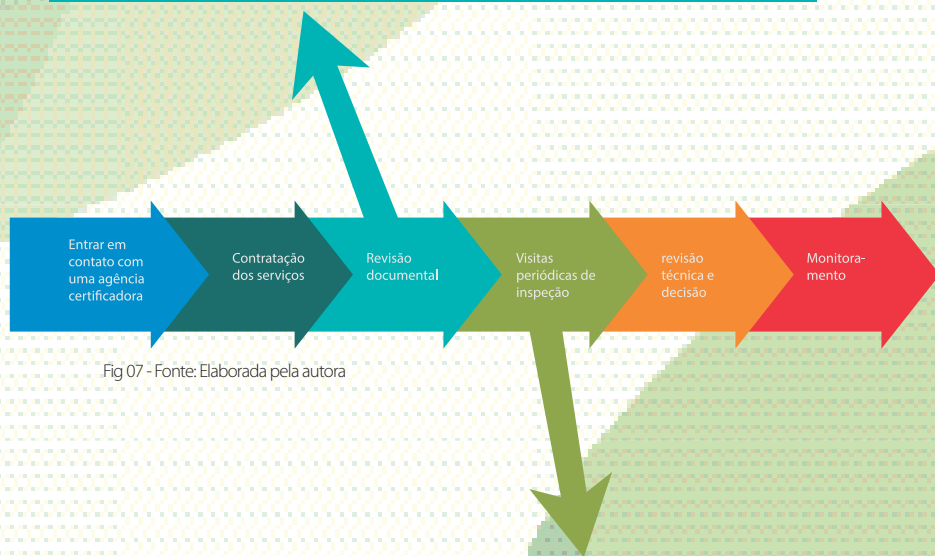 Entrar em
contato com
uma agência
certificadora
Contratação
dos serviços
Revisão
documental
Visitas
periódicas de
inspeção
revisão
técnica e
decisão
Monitora-
mento
Fig 07 - Fonte: Elaborada pela autora